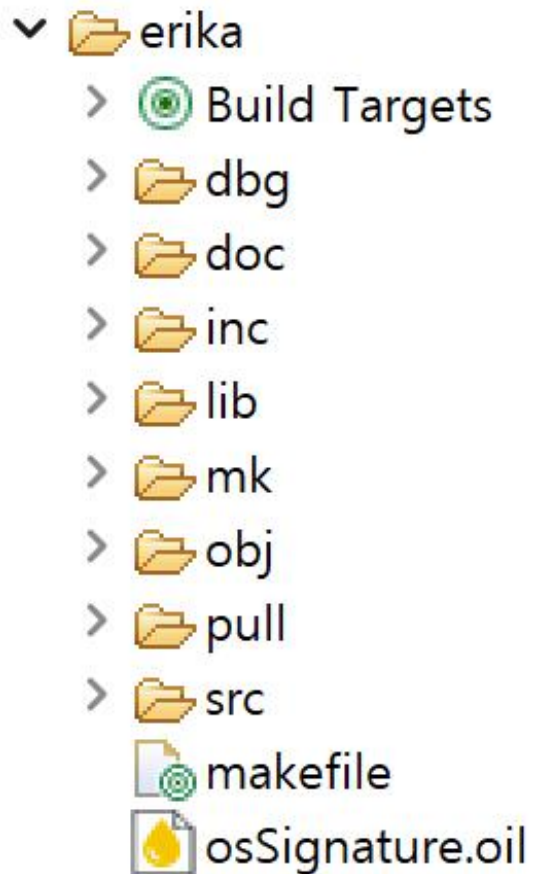 erika
Build Targets
dbg
doc
inc
lib
mk
obj
pull
src
makefile
osSignature.oil